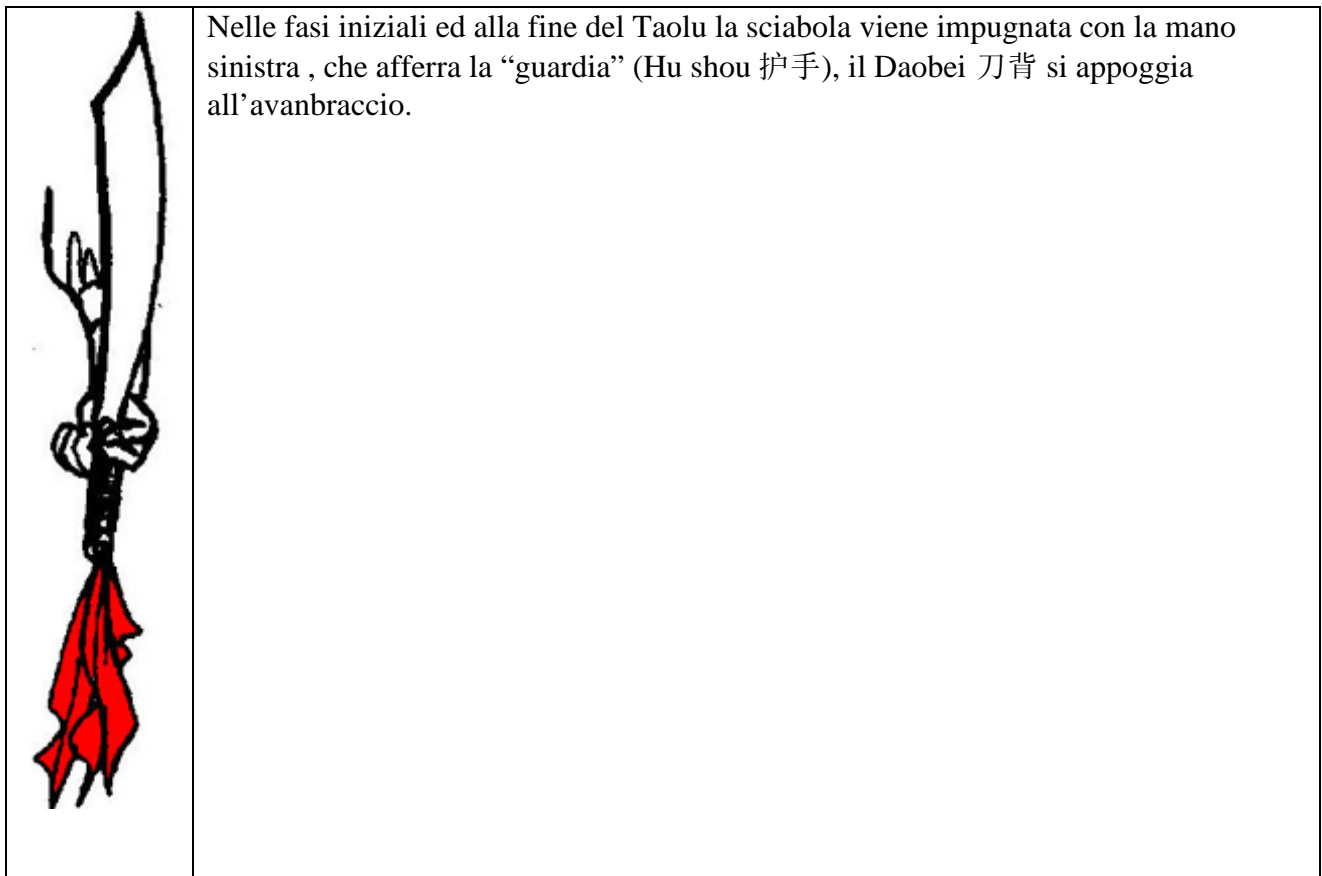 Nelle fasi iniziali ed alla fine del Taolu la sciabola viene impugnata con la mano
sinistra , che afferra la “guardia” (Hu shou 护手), il Daobei 刀背 si appoggia
all’avanbraccio.